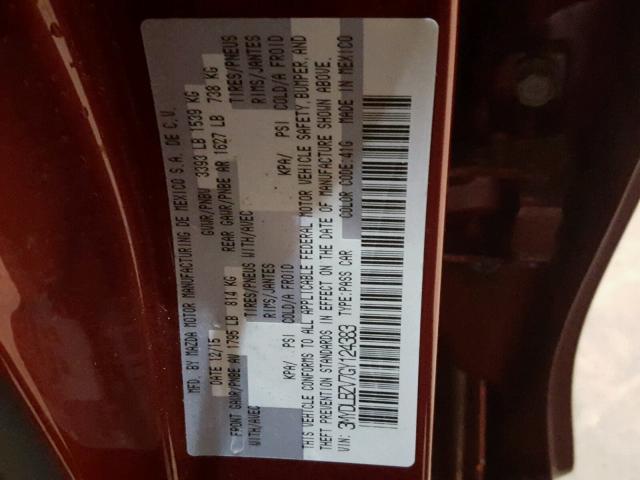 MFD. BY MAZDA MOTOR MANUFACTURING DE MEXICO S.A. DE C.V.
DATE 12/15 GVWR/PNBV 3393 LB 1539 KG
FRONT GAWR/PNBE AV 1795 LB 814 KG REAR GAWR/PNBE AR 1627 LB 738 KG
WITH/AVEC TIRES/PNEUS WITH/AVEC TIRES/PNEUS
RIMS/JANTES RIMS/JANTES
KPA/ PSI COLD/A FROID KPA/ PSI COLD/A FROID
THIS VEHICLE CONFORMS TO ALL APPLICABLE FEDERAL MOTOR VEHICLE SAFETY, BUMPER, AND
THEFT PREVENTION STANDARDS IN EFFECT ON THE DATE OF MANUFACTURE SHOWN ABOVE.
VIN: 3MYDLBZV7GY124383 TYPE:PASS CAR COLOR CODE:41G MADE IN MEXICO